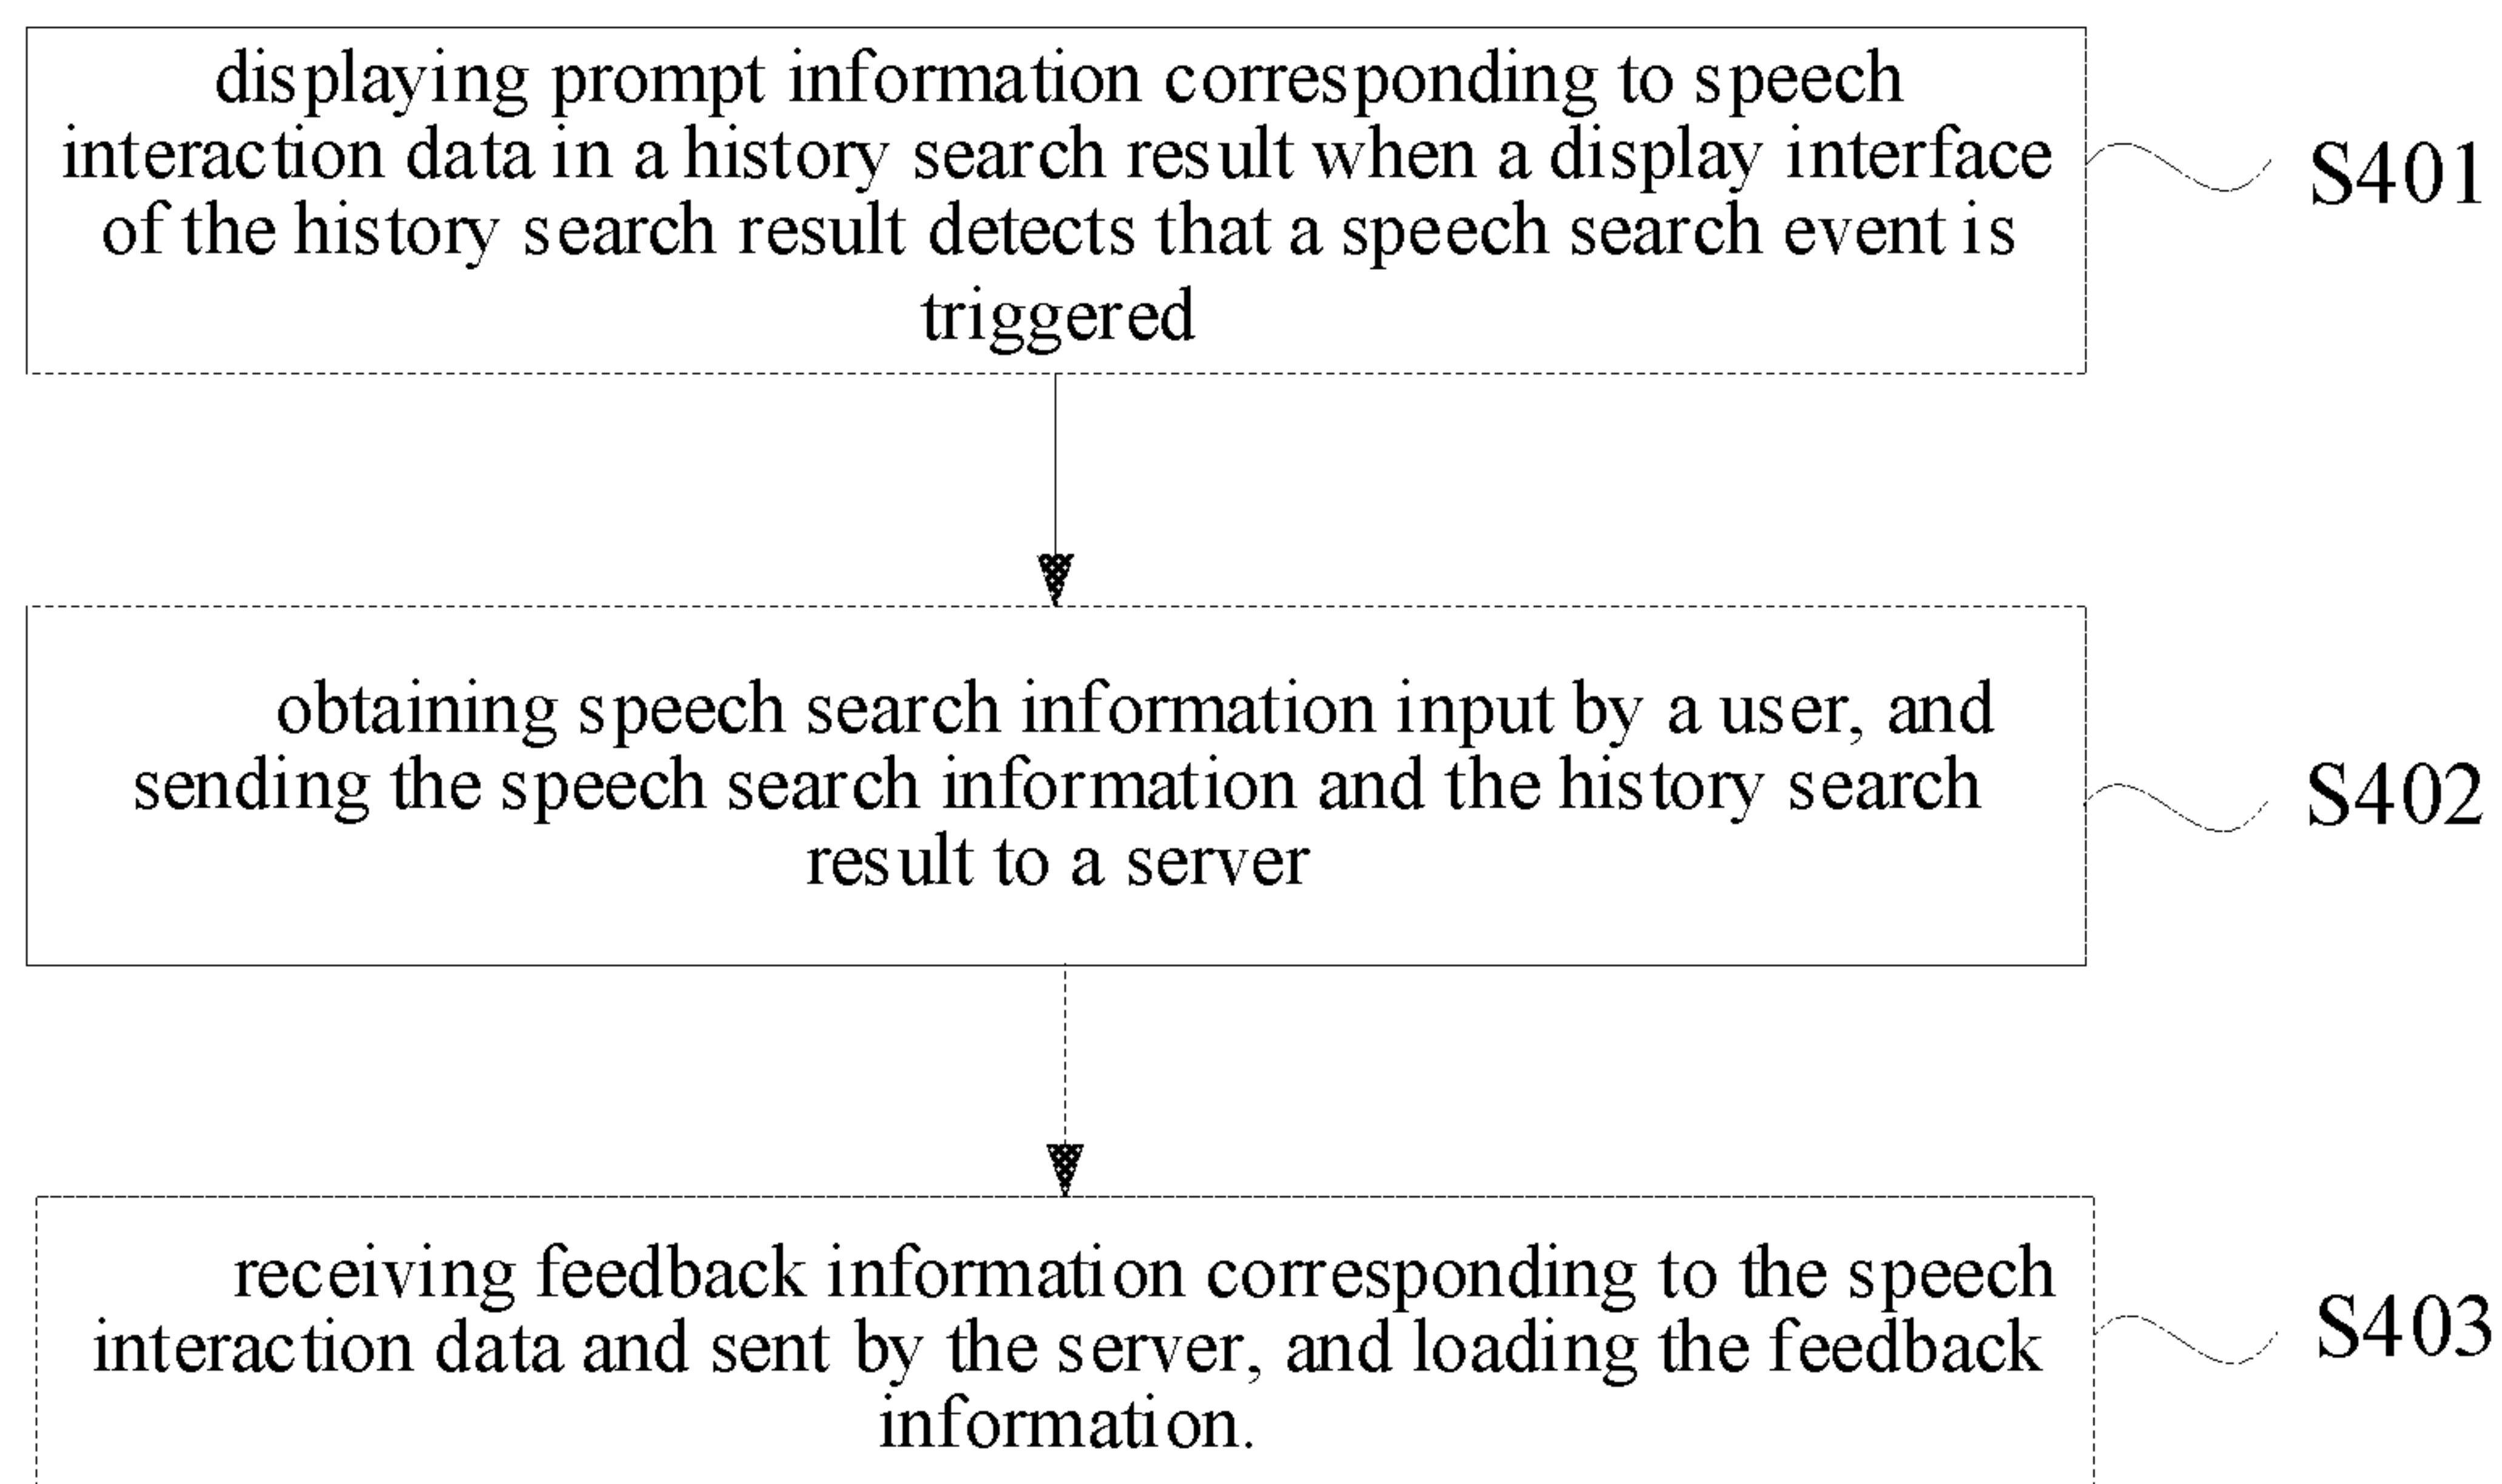 displaying prompt information corresponding to speech
interaction data in a history search result when a display interface
of the history search result detects that a speech search event is
triggered
S401
obtaining speech search information input by a user, and
sending the speech search information and the history search
result to a server
S402
receiving feedback information corresponding to the speech
interaction data and sent by the server, and loading the feedback
information.
S403